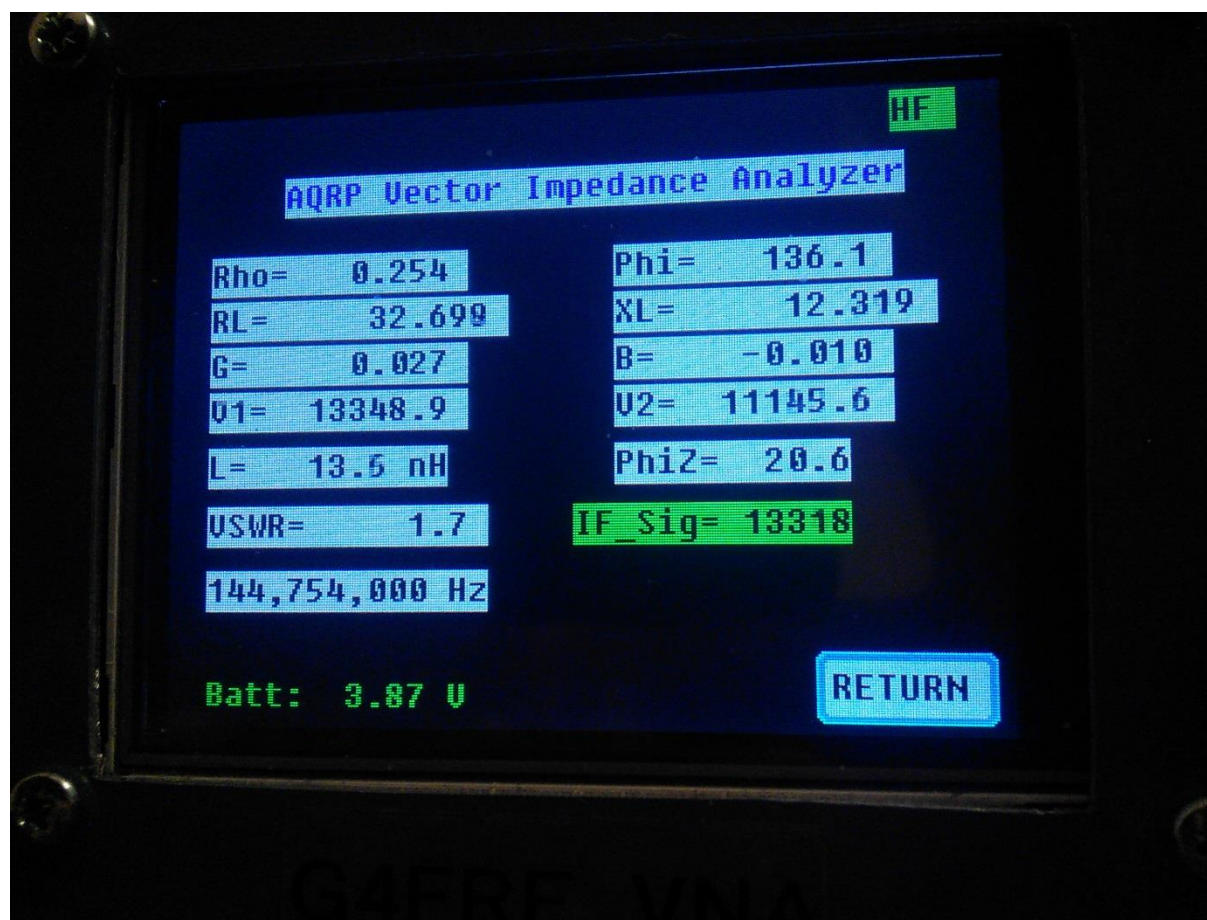 HF
AQRP Vector Impedance Analyzer
Rho= 0.254 Phi= 136.1
RL= 32.699 XL= 12.319
G= 0.027 B= -0.010
V1= 13348.9 V2= 11145.6
L= 13.5 nH PhiZ= 20.6
VSWR= 1.7 IF_Sig= 13318
144,754,000 Hz
Batt: 3.87 V RETURN
VNA